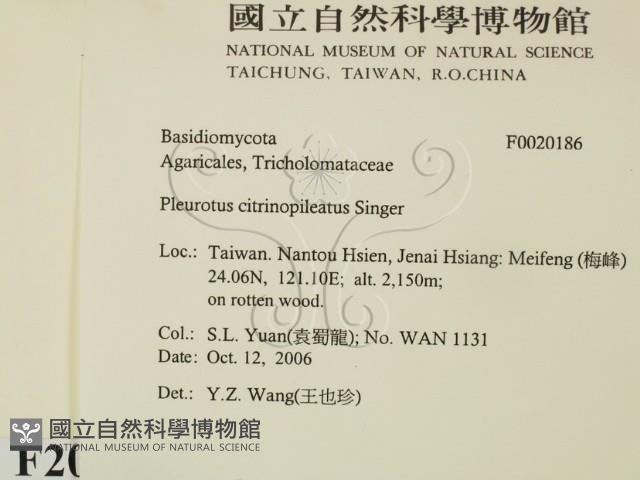 國立自然科學博物館
NATIONAL MUSEUM OF NATURAL SCIENCE
TAICHUNG, TAIWAN, R.O.CHINA
Basidiomycota F0020186
Agaricales, Tricholomataceae
Pleurotus citrinopileatus Singer
Loc.: Taiwan. Nantou Hsien, Jenai Hsiang: Meifeng (梅峰)
24.06N, 121.10E; alt. 2,150m;
on rotten wood.
Col.: S.L. Yuan(袁蜀龍); No. WAN 1131
Date: Oct. 12, 2006
Det.: Y.Z. Wang(王也珍)
國立自然科學博物館
NATIONAL MUSEUM OF NATURAL SCIENCE